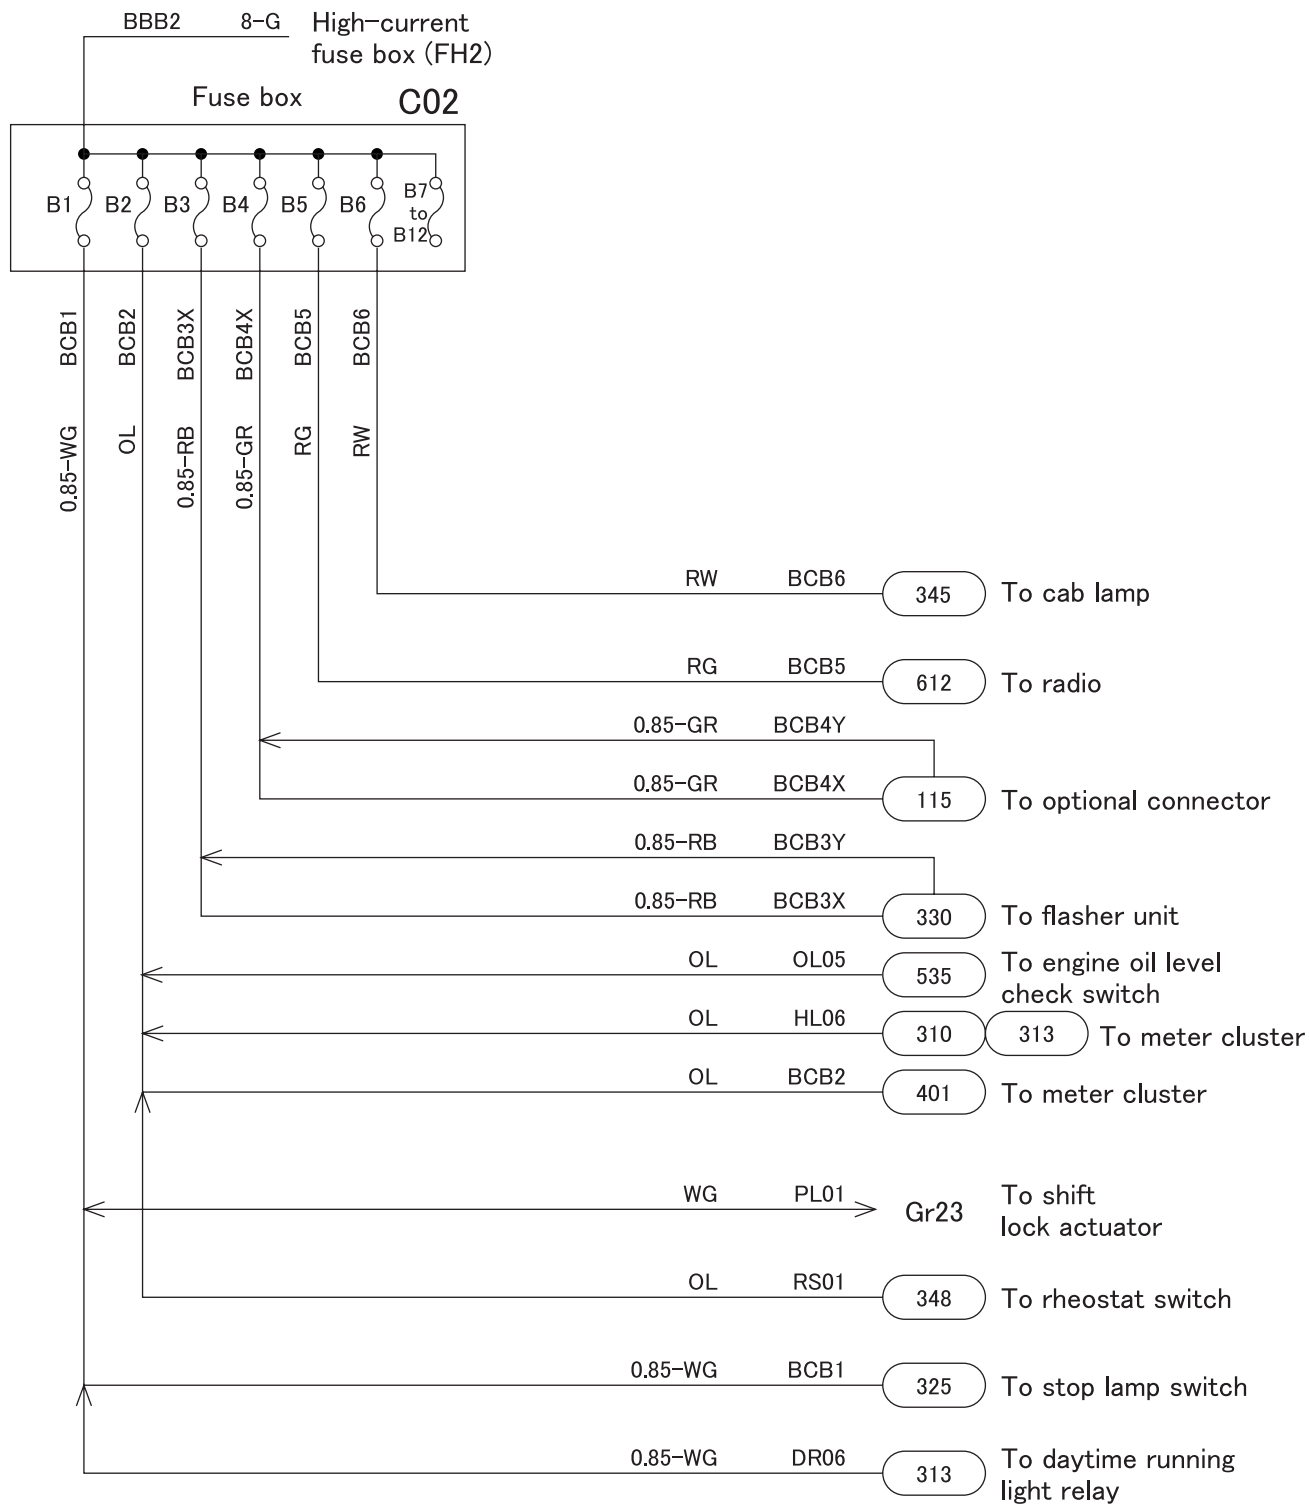 BBB2 8-G High-current
fuse box (FH2)
Fuse box C02
B1 B2 B3 B4 B5 B6 B7
to
B12
BCB1 BCB2 BCB3X BCB4X BCB5 BCB6
0.85-WG OL 0.85-RB 0.85-GR RG RW
RW BCB6 345 To cab lamp
RG BCB5 612 To radio
0.85-GR BCB4Y
0.85-GR BCB4X 115 To optional connector
0.85-RB BCB3Y
0.85-RB BCB3X 330 To flasher unit
OL OL05 535 To engine oil level
check switch
OL HL06 310 313 To meter cluster
OL BCB2 401 To meter cluster
WG PL01 Gr23 To shift
lock actuator
OL RS01 348 To rheostat switch
0.85-WG BCB1 325 To stop lamp switch
0.85-WG DR06 313 To daytime running
light relay